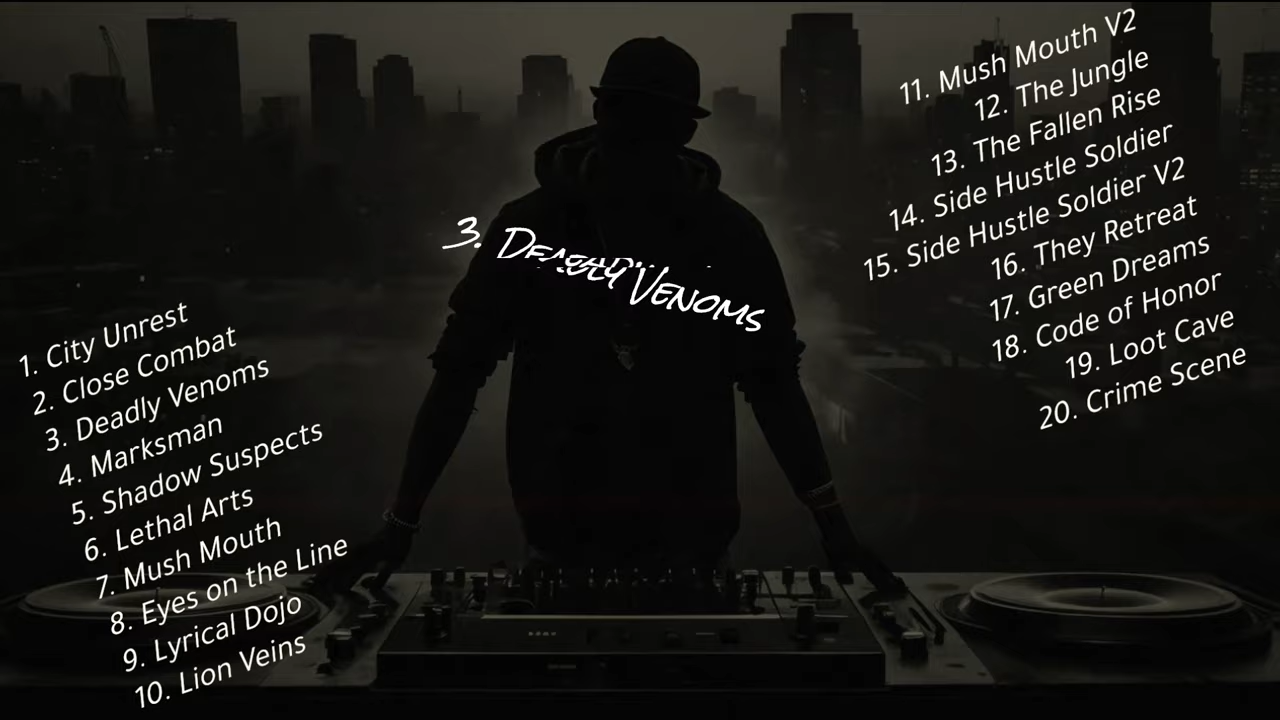 1. City Unrest
2. Close Combat
3. Deadly Venoms
4. Marksman
5. Shadow Suspects
6. Lethal Arts
7. Mush Mouth
8. Eyes on the Line
9. Lyrical Dojo
10. Lion Veins
3. DEADLY VENOMS
11. Mush Mouth V2
12. The Jungle
13. The Fallen Rise
14. Side Hustle Soldier
15. Side Hustle Soldier V2
16. They Retreat
17. Green Dreams
18. Code of Honor
19. Loot Cave
20. Crime Scene